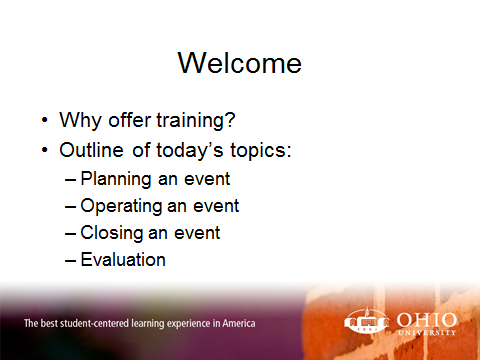 Welcome
• Why offer training?
• Outline of today's topics:
– Planning an event
– Operating an event
– Closing an event
– Evaluation
The best student-centered learning experience in America
OHIO
UNIVERSITY